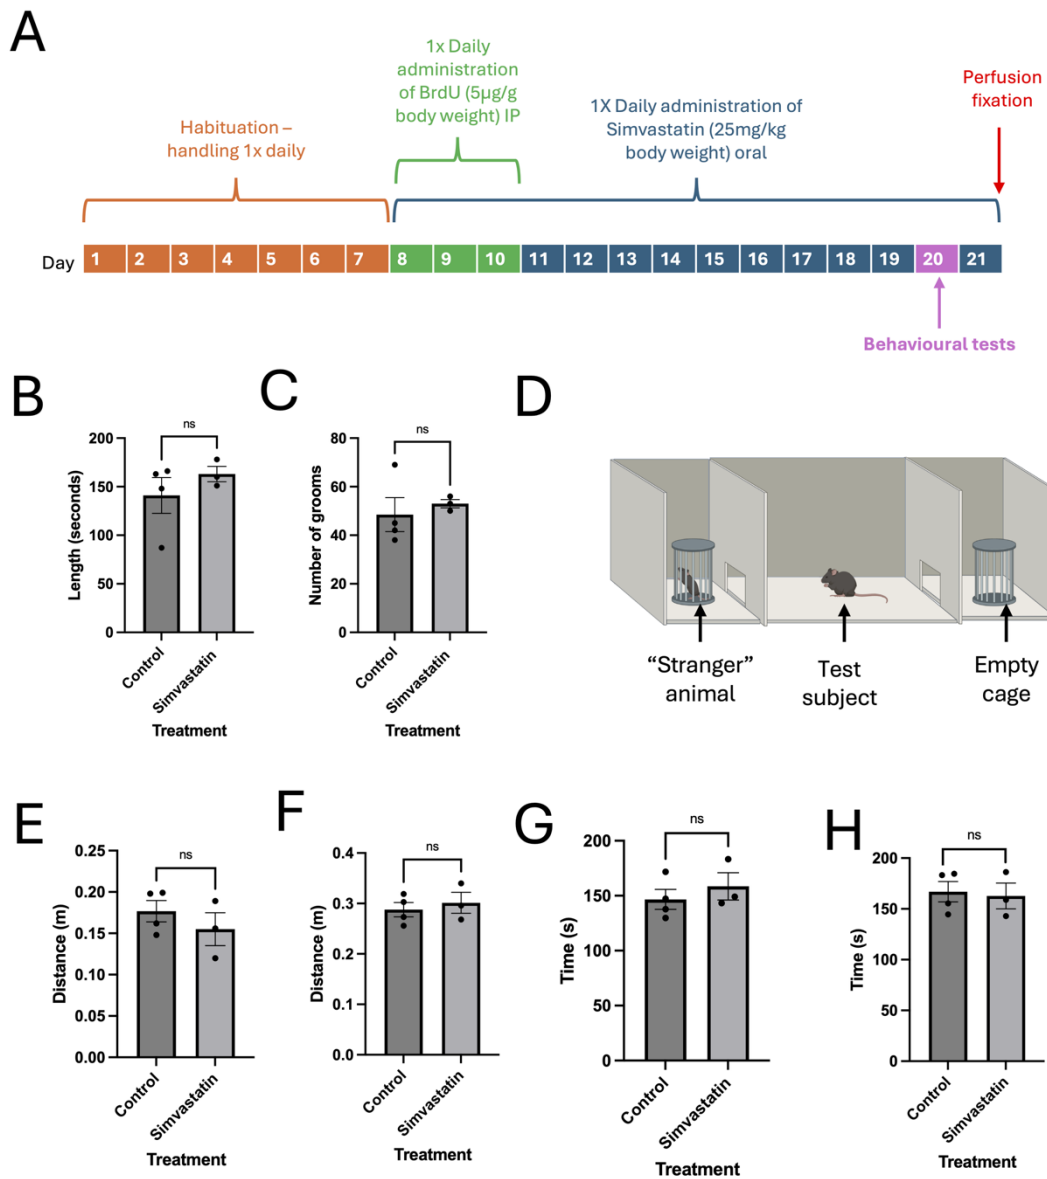 A
1x Daily
administration
of BrdU (5µg/g
body weight) IP
Habituation –
handling 1x daily
1X Daily administration of
Simvastatin (25mg/kg
body weight) oral
Perfusion
fixation
Day 1 2 3 4 5 6 7 8 9 10 11 12 13 14 15 16 17 18 19 20 21
Behavioural tests
B
ns
Length (seconds)
200
150
100
50
0
Control
Simvastatin
Treatment
C
ns
Number of grooms
80
60
40
20
0
Control
Simvastatin
Treatment
D
“Stranger”
animal
Test
subject
Empty
cage
E
ns
Distance (m)
0.25
0.20
0.15
0.10
0.05
0.00
Control
Simvastatin
Treatment
F
ns
Distance (m)
0.4
0.3
0.2
0.1
0.0
Control
Simvastatin
Treatment
G
ns
Time (s)
200
150
100
50
0
Control
Simvastatin
Treatment
H
ns
Time (s)
200
150
100
50
0
Control
Simvastatin
Treatment